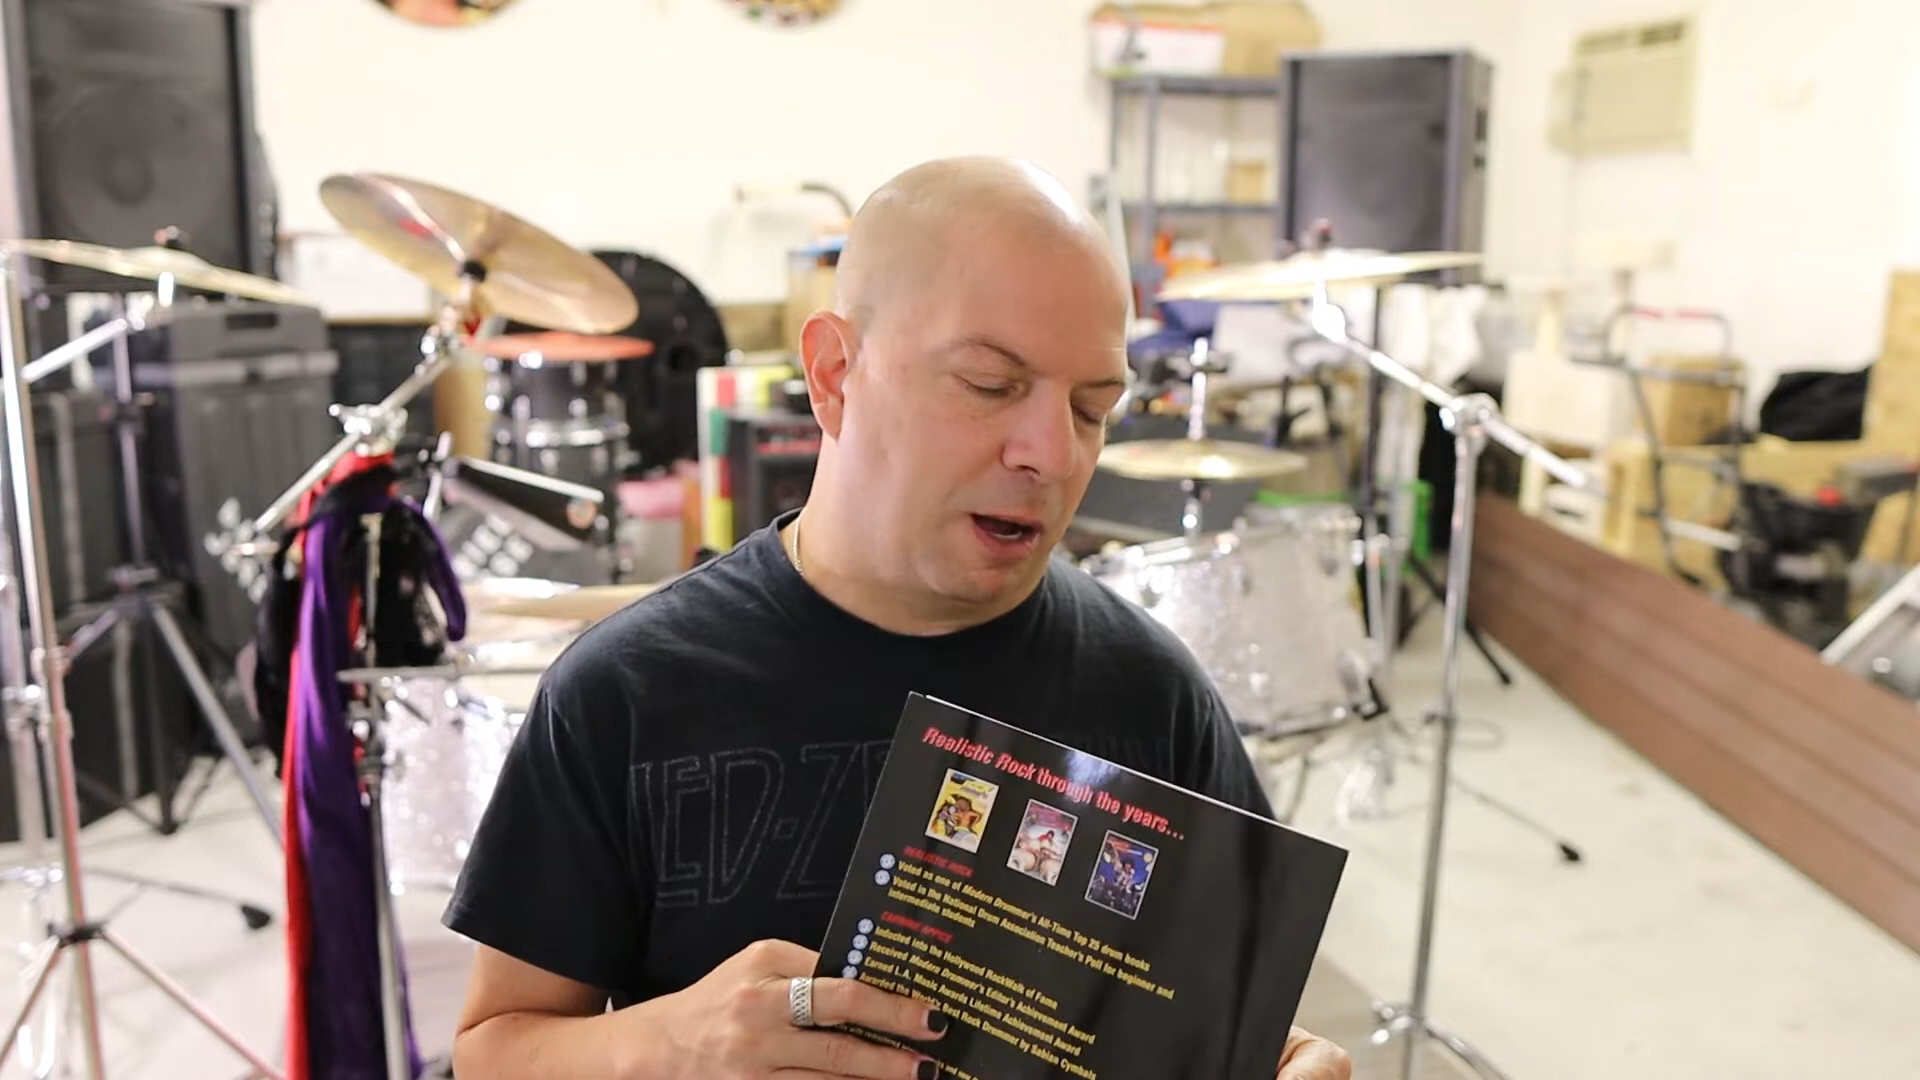 Realistic Rock through the years...
REALISTIC ROCK
Voted as one of Modern Drummer's All-Time Top 25 drum books
Voted in the National Drum Association Teacher's Poll for beginner and
intermediate students
CARMINE APPICE
Inducted into the Hollywood RockWalk of Fame
Received Modern Drummer's Editor's Achievement Award
Earned L.A. Music Awards Lifetime Achievement Award
Awarded the World's Best Rock Drummer by Sabian Cymbals
LED-ZE